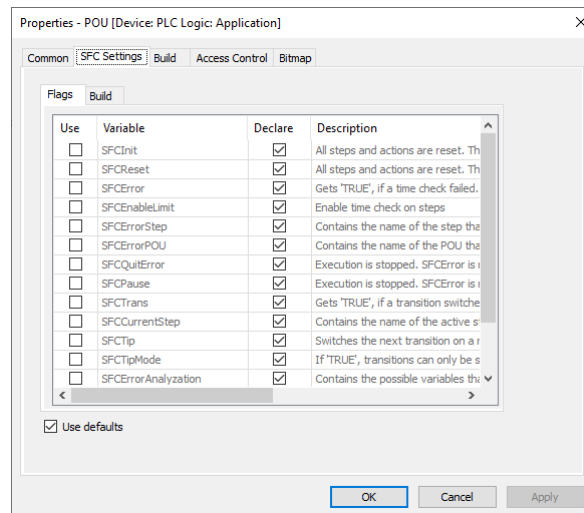 Properties - POU [Device: PLC Logic: Application]
Common SFC Settings Build Access Control Bitmap
Flags Build
Use Variable Declare Description
SFCInit All steps and actions are reset. Th
SFCReset All steps and actions are reset. Th
SFCError Gets 'TRUE', if a time check failed.
SFCEnableLimit Enable time check on steps
SFCErrorStep Contains the name of the step tha
SFCErrorPOU Contains the name of the POU tha
SFCQuitError Execution is stopped. SFCError is r
SFCPause Execution is stopped. SFCError is r
SFCTrans Gets 'TRUE', if a transition switche
SFCCurrentStep Contains the name of the active s
SFCTip Switches the next transition on a r
SFCTipMode If 'TRUE', transitions can only be s
SFCErrorAnalyzation Contains the possible variables tha
Use defaults
OK Cancel Apply